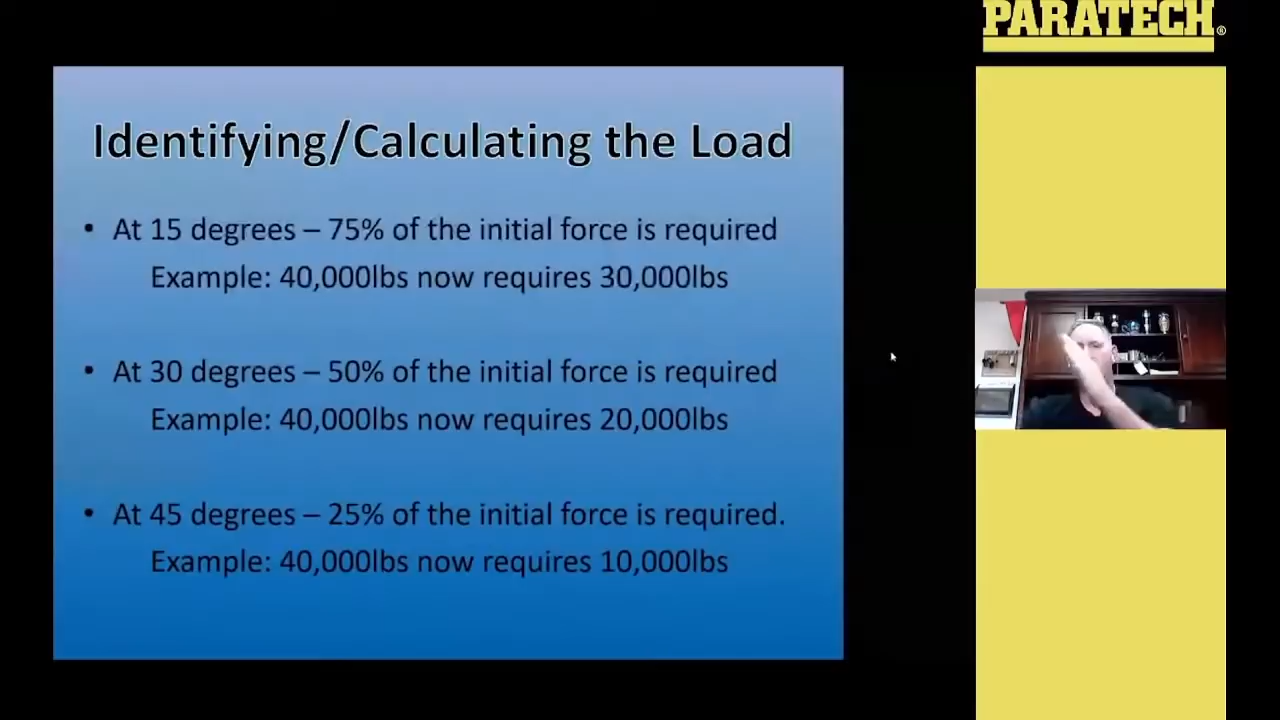 PARATECH®
Identifying/Calculating the Load
• At 15 degrees – 75% of the initial force is required
Example: 40,000lbs now requires 30,000lbs
• At 30 degrees – 50% of the initial force is required
Example: 40,000lbs now requires 20,000lbs
• At 45 degrees – 25% of the initial force is required.
Example: 40,000lbs now requires 10,000lbs